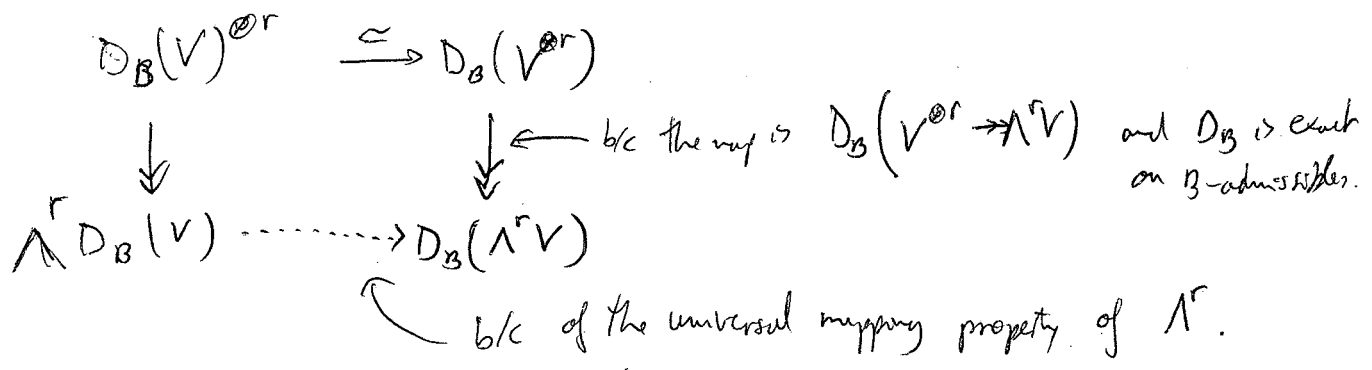 D_B(V)^{⊗r} ≃→ D_B(V^{⊗r})
b/c the map is D_B(V^{⊗r} ↠ Λ^r V) and D_B is exact
on B-admissibles.
Λ^r D_B(V) ⇢ D_B(Λ^r V)
b/c of the universal mapping property of Λ^r.